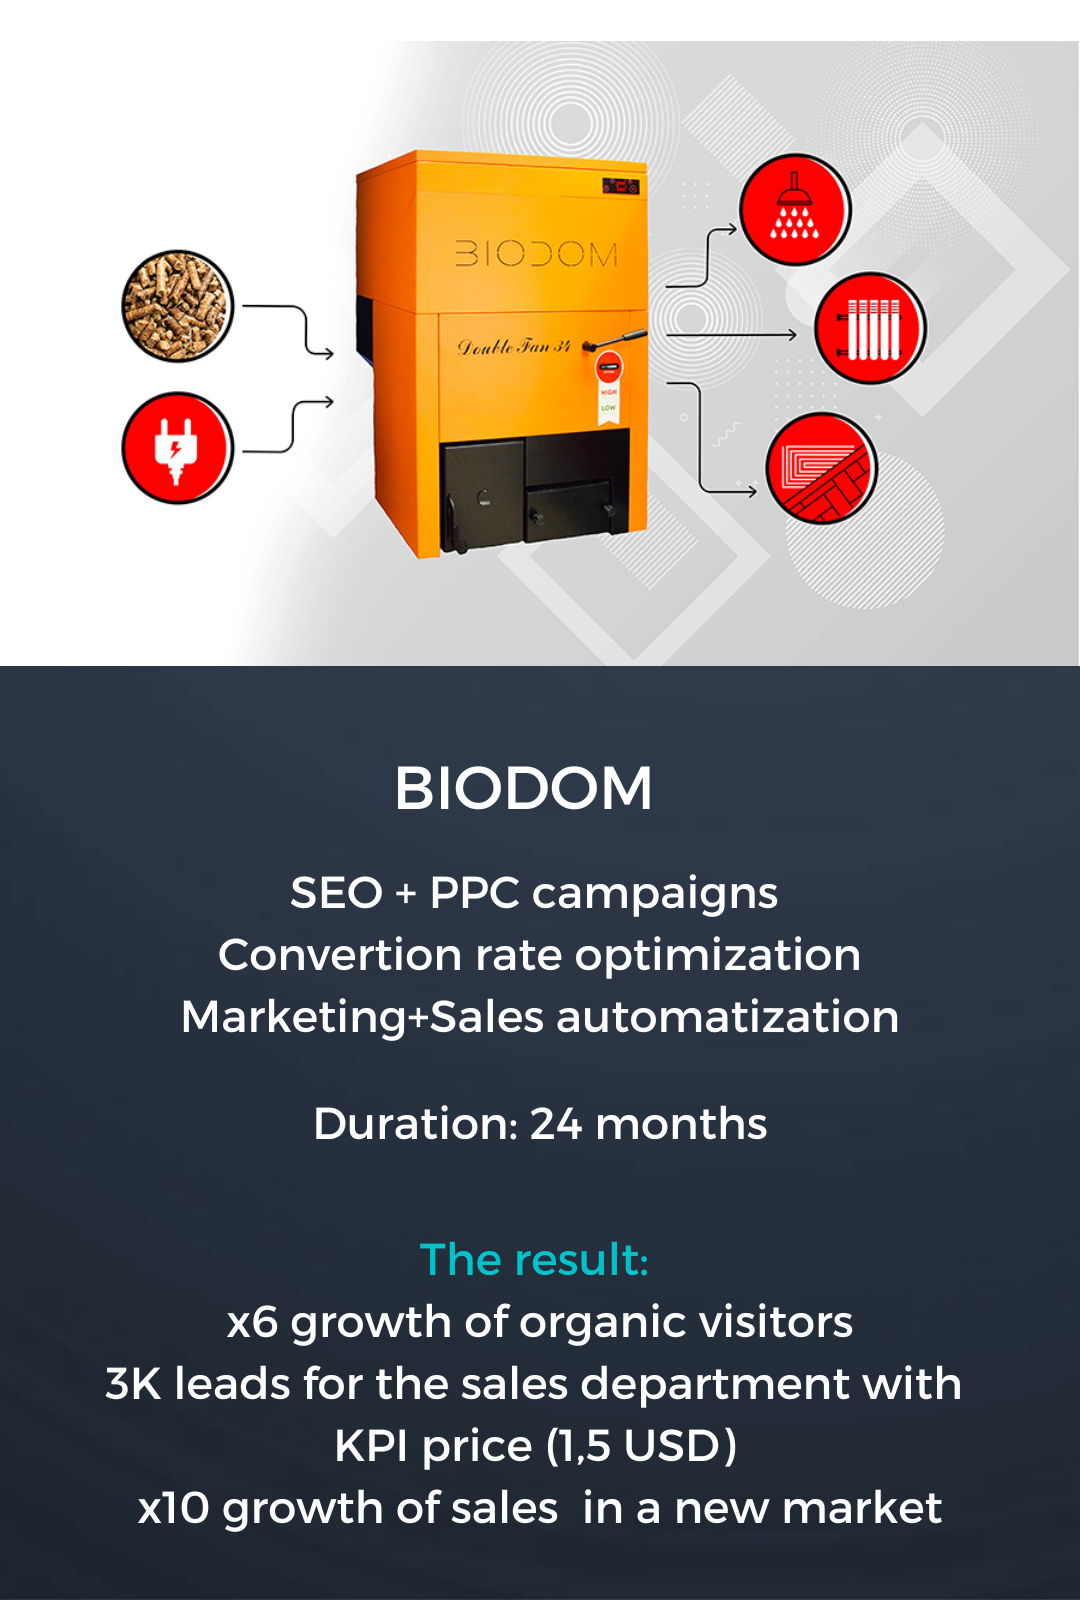 BIODOM
Double Fan 34
HIGH
LOW
BIODOM
SEO + PPC campaigns
Convertion rate optimization
Marketing+Sales automatization
Duration: 24 months
The result:
x6 growth of organic visitors
3K leads for the sales department with
KPI price (1,5 USD)
x10 growth of sales in a new market